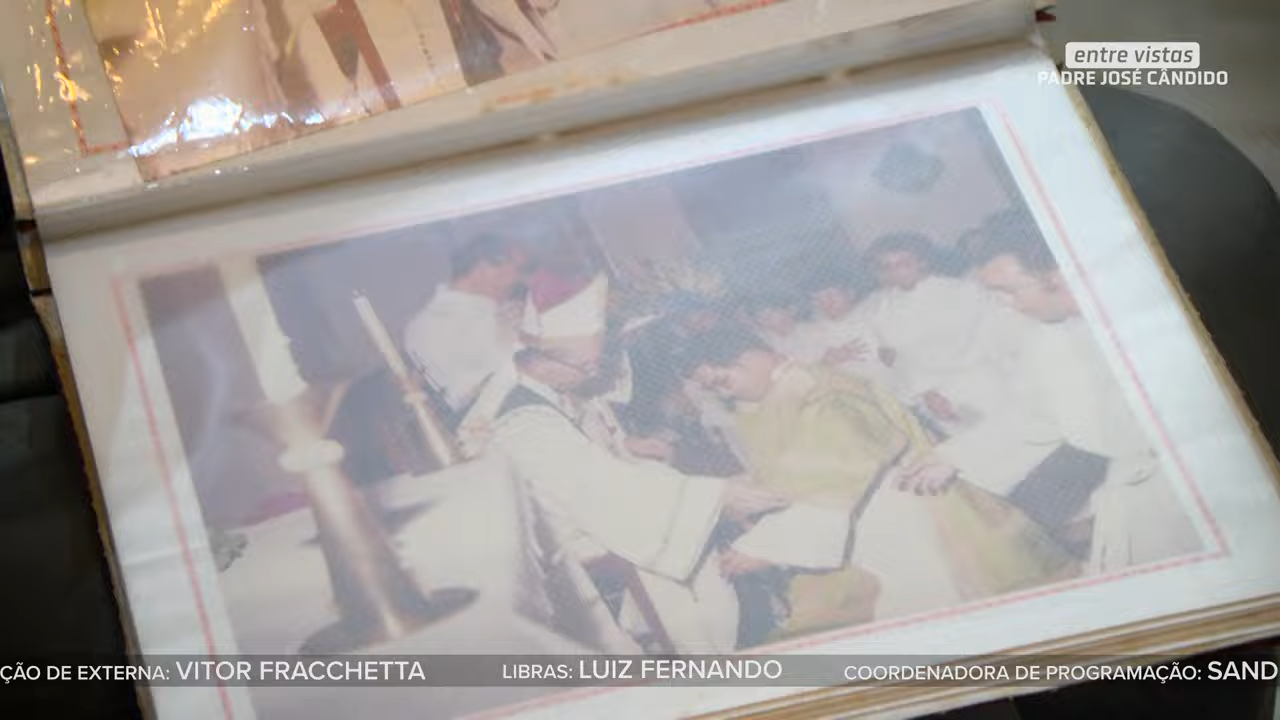 entre vistas
PADRE JOSÉ CÂNDIDO
ÇÃO DE EXTERNA: VITOR FRACCHETTA LIBRAS: LUIZ FERNANDO COORDENADORA DE PROGRAMAÇÃO: SAND